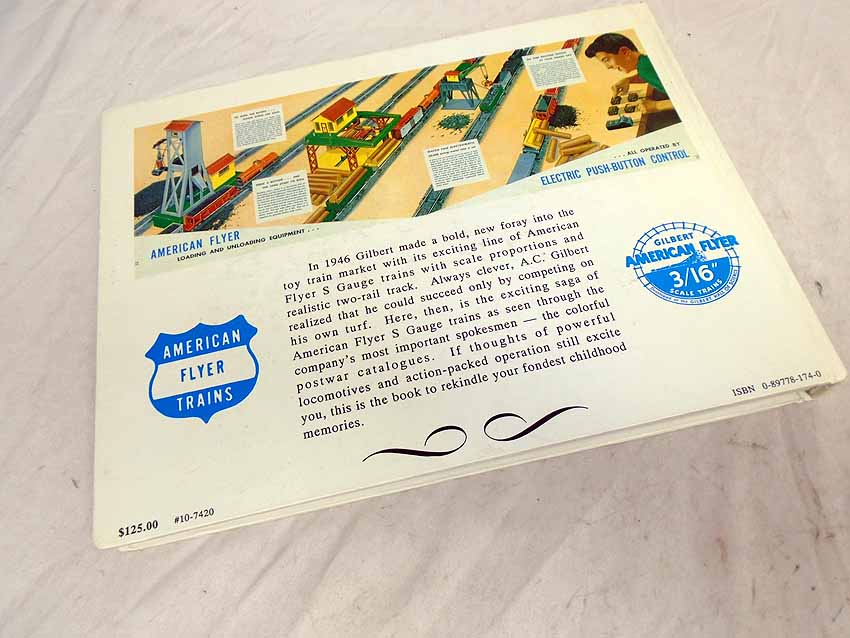 ...ALL OPERATED BY
ELECTRIC PUSH-BUTTON CONTROL
AMERICAN FLYER
LOADING AND UNLOADING EQUIPMENT...
In 1946 Gilbert made a bold, new foray into the
toy train market with its exciting line of American
Flyer S Gauge trains with scale proportions and
realistic two-rail track. Always clever, A.C. Gilbert
realized that he could succeed only by competing on
his own turf. Here, then, is the exciting saga of
American Flyer S Gauge trains as seen through the
company's most important spokesmen — the colorful
postwar catalogues. If thoughts of powerful
locomotives and action-packed operation still excite
you, this is the book to rekindle your fondest childhood
memories.
GILBERT
AMERICAN FLYER
3/16"
SCALE TRAINS
AMERICAN
FLYER
TRAINS
ISBN 0-89778-174-0
$125.00 #10-7420